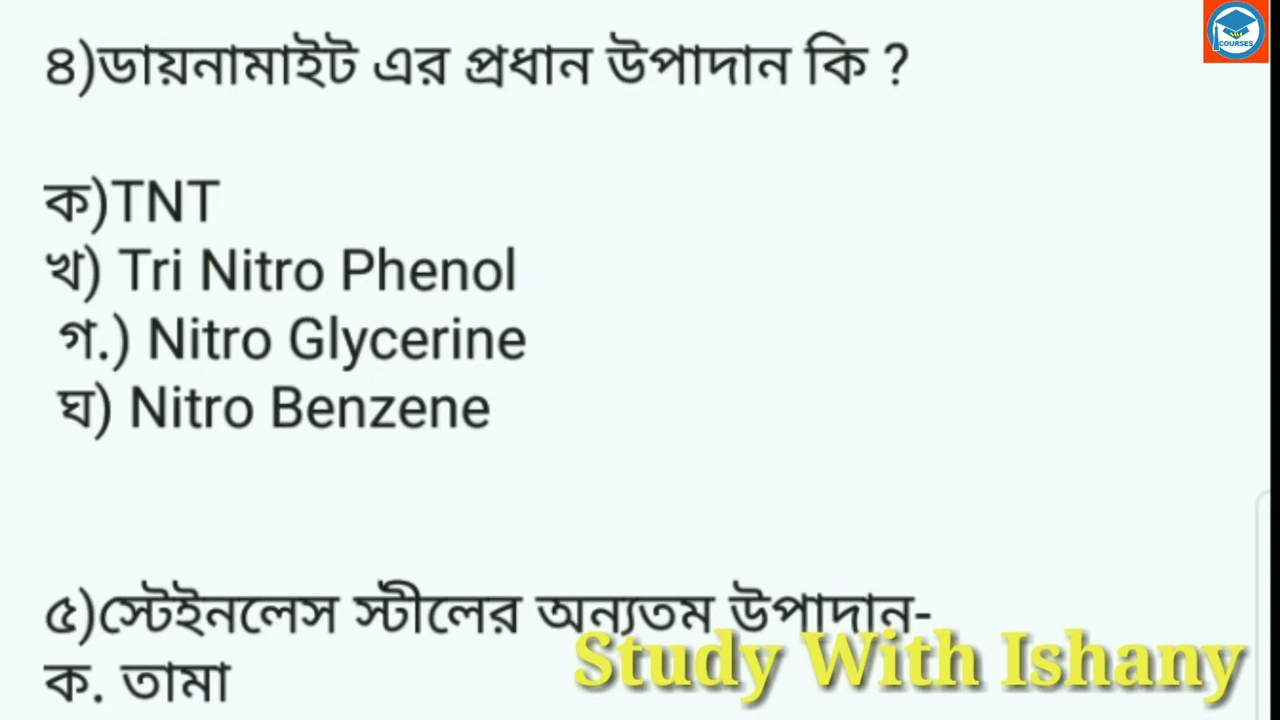 COURSES
৪)ডায়নামাইট এর প্রধান উপাদান কি ?
ক)TNT
খ) Tri Nitro Phenol
গ.) Nitro Glycerine
ঘ) Nitro Benzene
৫)স্টেইনলেস স্টীলের অন্যতম উপাদান-
ক. তামা
Study With Ishany